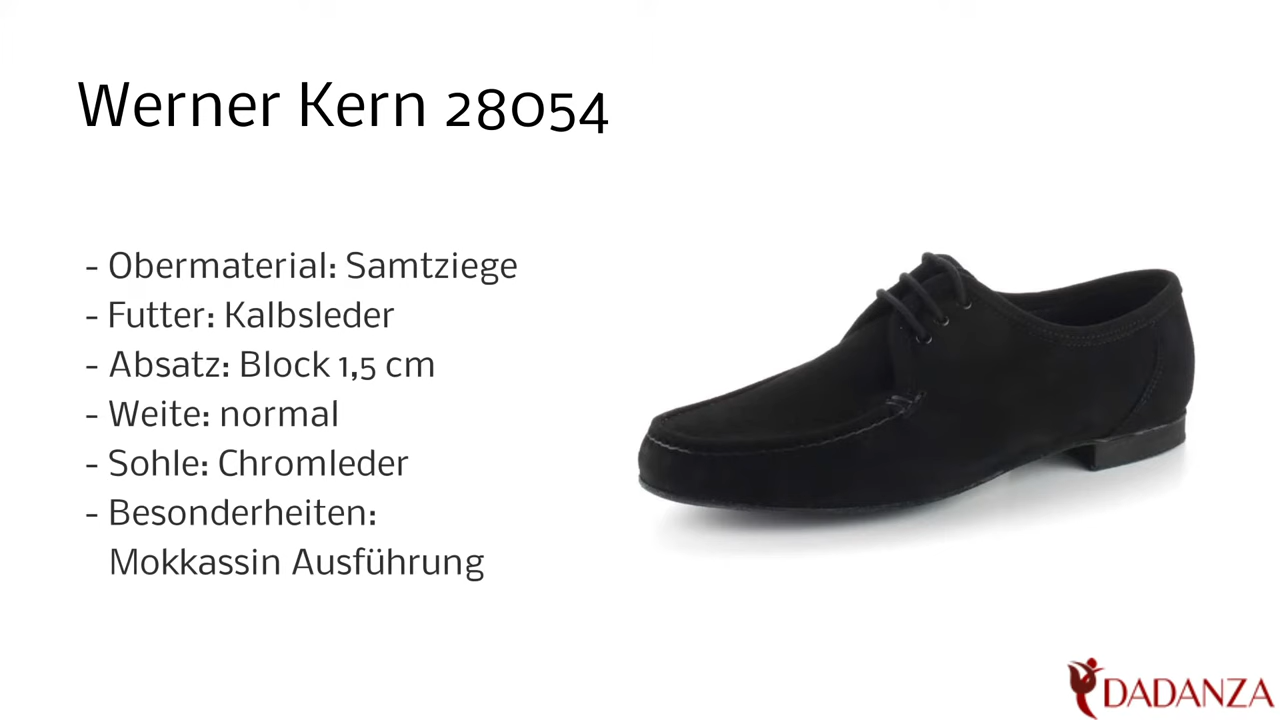 Werner Kern 28054
- Obermaterial: Samtziege
- Futter: Kalbsleder
- Absatz: Block 1,5 cm
- Weite: normal
- Sohle: Chromleder
- Besonderheiten:
Mokkassin Ausführung
DADANZA